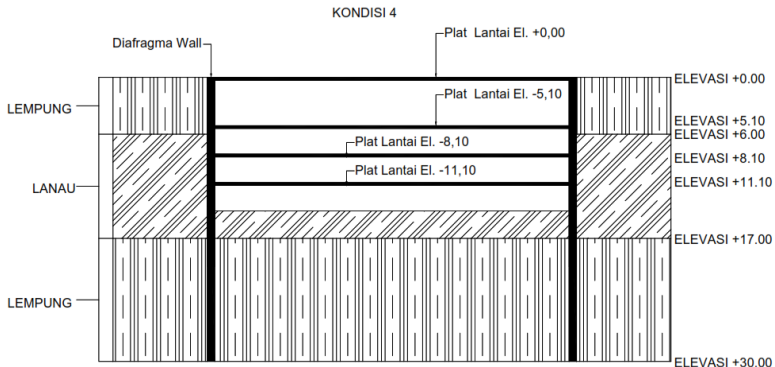 KONDISI 4
Plat Lantai El. +0,00
Diafragma Wall
ELEVASI +0.00
Plat Lantai El. -5,10
LEMPUNG
ELEVASI +5.10
ELEVASI +6.00
Plat Lantai El. -8,10
ELEVASI +8.10
Plat Lantai El. -11,10
ELEVASI +11.10
LANAU
ELEVASI +17.00
LEMPUNG
ELEVASI +30.00